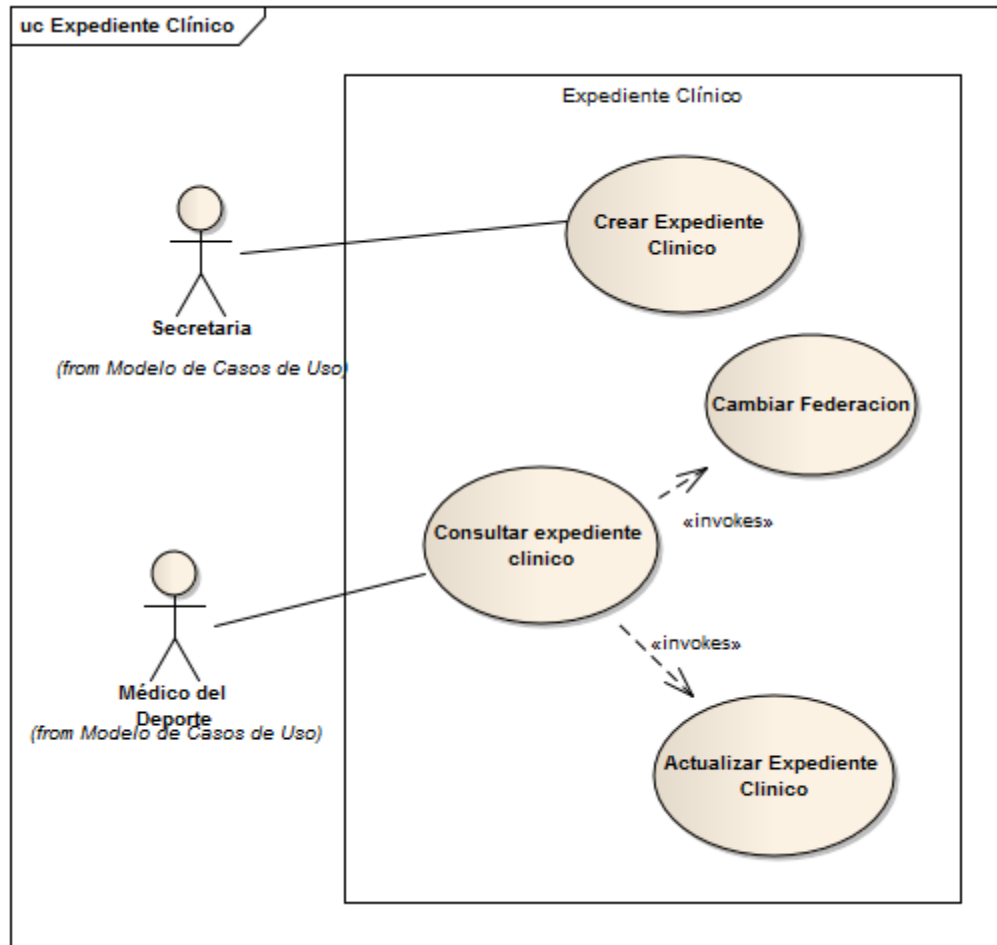 uc Expediente Clínico
Expediente Clínico
Crear Expediente
Clinico
Secretaria
(from Modelo de Casos de Uso)
Cambiar Federacion
«invokes»
Consultar expediente
clinico
«invokes»
Médico del
Deporte
(from Modelo de Casos de Uso)
Actualizar Expediente
Clinico